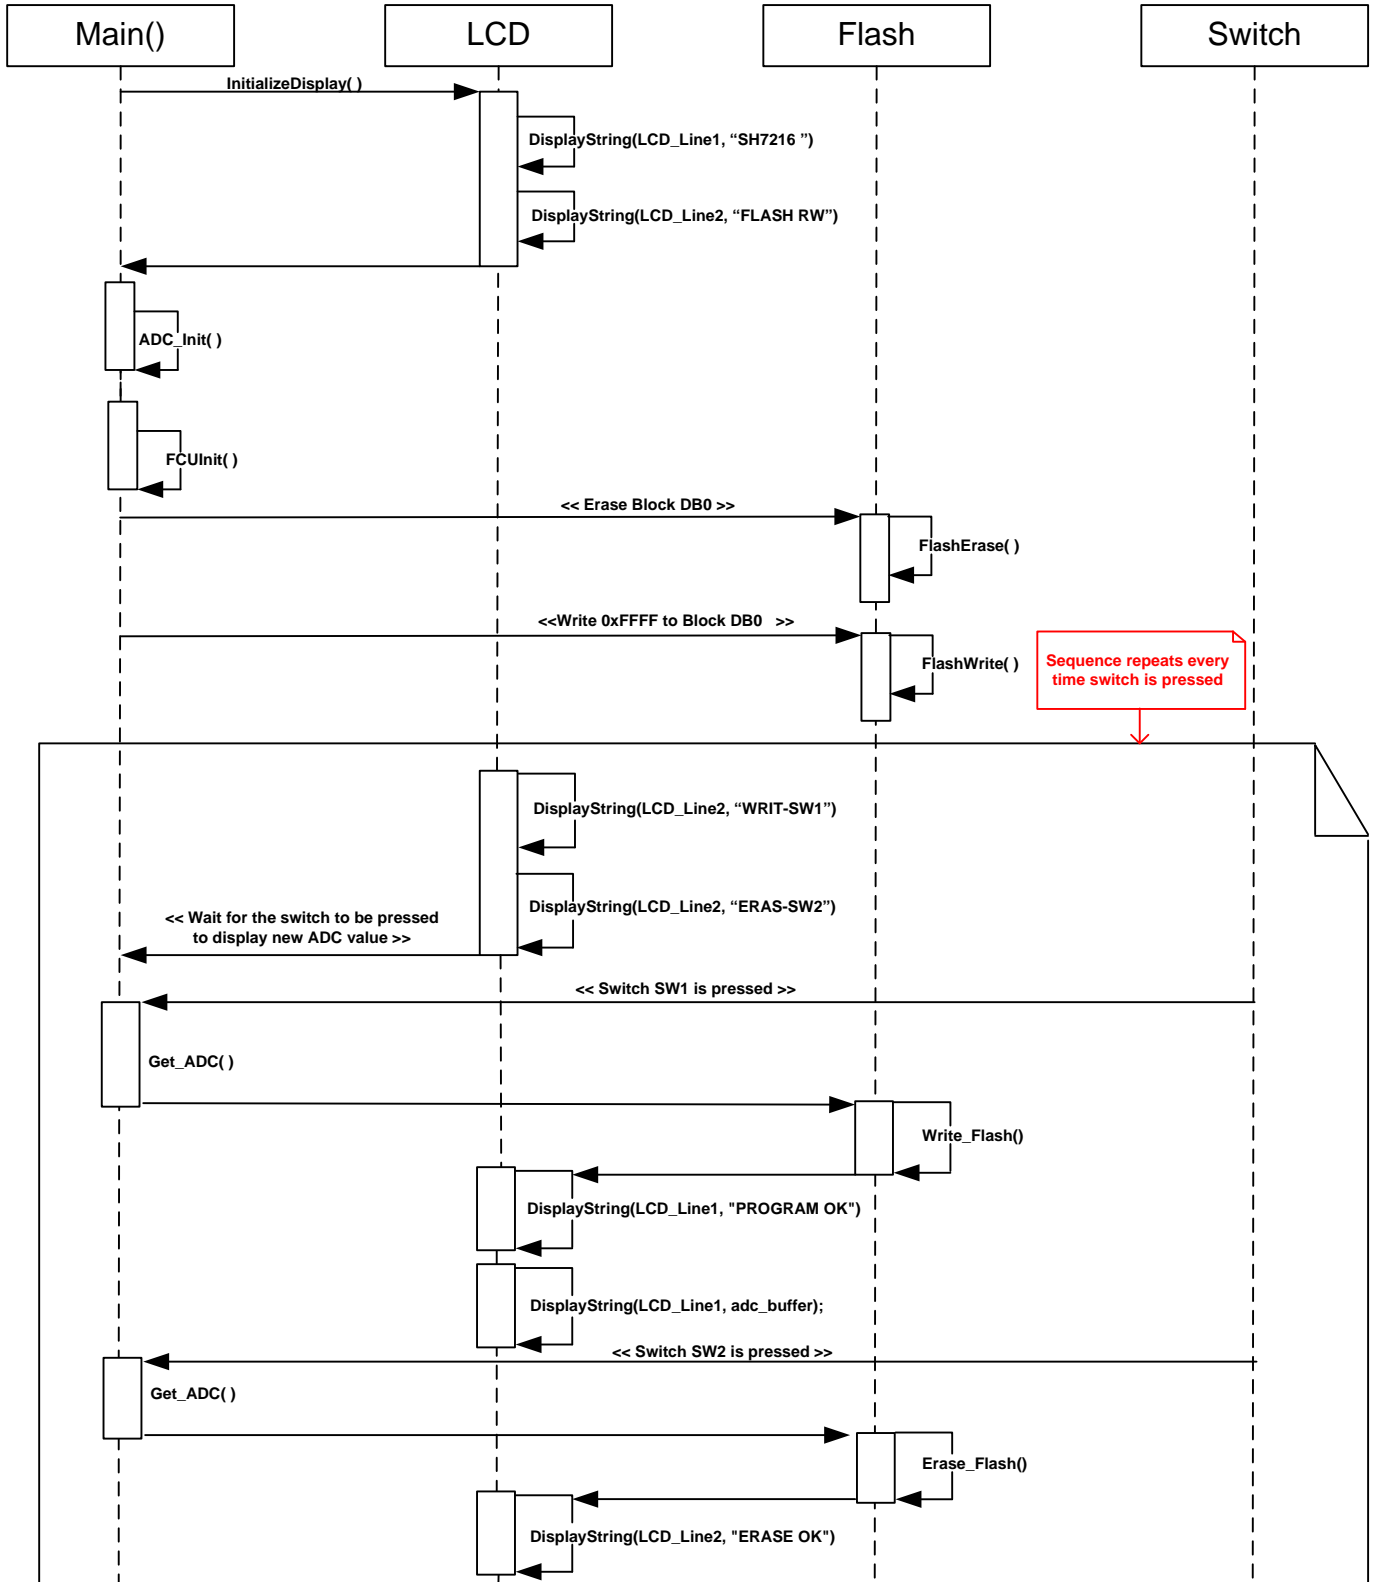 Main()
LCD
Flash
Switch
InitializeDisplay( )
DisplayString(LCD_Line1, “SH7216 ”)
DisplayString(LCD_Line2, “FLASH RW”)
ADC_Init( )
FCUInit( )
<< Erase Block DB0 >>
FlashErase( )
<<Write 0xFFFF to Block DB0   >>
FlashWrite( )
Sequence repeats every
time switch is pressed
DisplayString(LCD_Line2, “WRIT-SW1”)
DisplayString(LCD_Line2, “ERAS-SW2”)
<< Wait for the switch to be pressed
to display new ADC value >>
<< Switch SW1 is pressed >>
Get_ADC( )
Write_Flash()
DisplayString(LCD_Line1, "PROGRAM OK")
DisplayString(LCD_Line1, adc_buffer);
<< Switch SW2 is pressed >>
Get_ADC( )
Erase_Flash()
DisplayString(LCD_Line2, "ERASE OK")